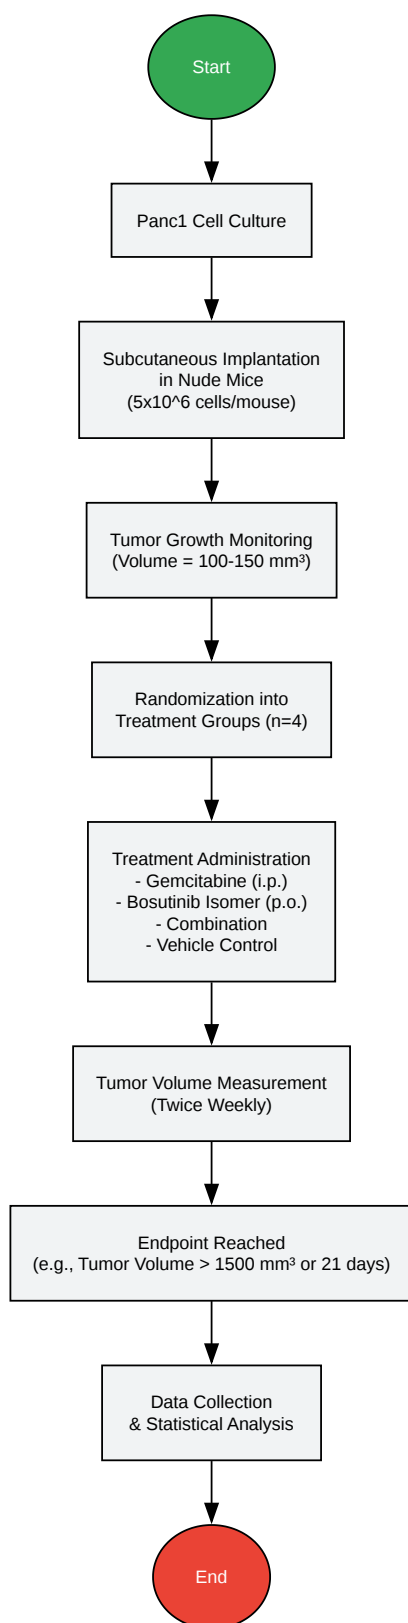 Start
Panc1 Cell Culture
Subcutaneous Implantation
in Nude Mice
(5x10^6 cells/mouse)
Tumor Growth Monitoring
(Volume = 100-150 mm³)
Randomization into
Treatment Groups (n=4)
Treatment Administration
- Gemcitabine (i.p.)
- Bosutinib Isomer (p.o.)
- Combination
- Vehicle Control
Tumor Volume Measurement
(Twice Weekly)
Endpoint Reached
(e.g., Tumor Volume > 1500 mm³ or 21 days)
Data Collection
& Statistical Analysis
End